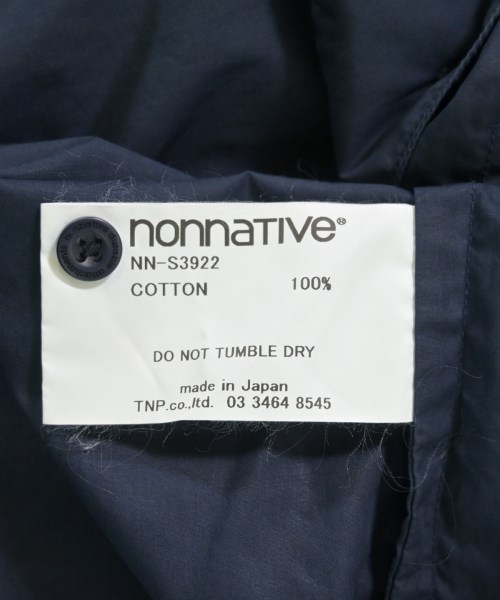 nonnative®
NN-S3922
COTTON 100%
DO NOT TUMBLE DRY
made in Japan
TNP.co.,ltd. 03 3464 8545